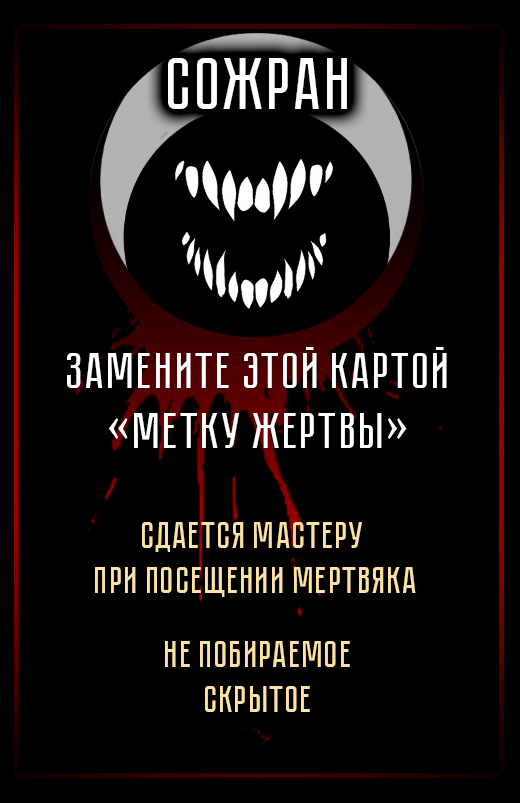 СОЖРАН
ЗАМЕНИТЕ ЭТОЙ КАРТОЙ
«МЕТКУ ЖЕРТВЫ»
СДАЕТСЯ МАСТЕРУ
ПРИ ПОСЕЩЕНИИ МЕРТВЯКА
НЕ ПОБИРАЕМОЕ
СКРЫТОЕ